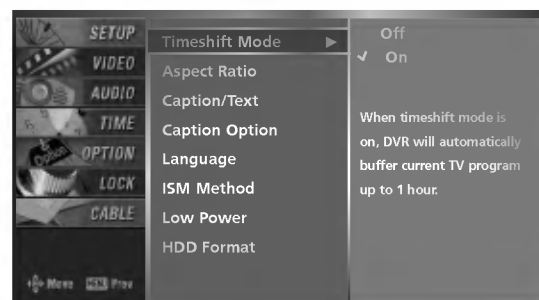 SETUP
VIDEO
AUDIO
TIME
OPTION
LOCK
CABLE
Move MENU Prev
Timeshift Mode ▶
Aspect Ratio
Caption/Text
Caption Option
Language
ISM Method
Low Power
HDD Format
Off
✔ On
When timeshift mode is
on, DVR will automatically
buffer current TV program
up to 1 hour.